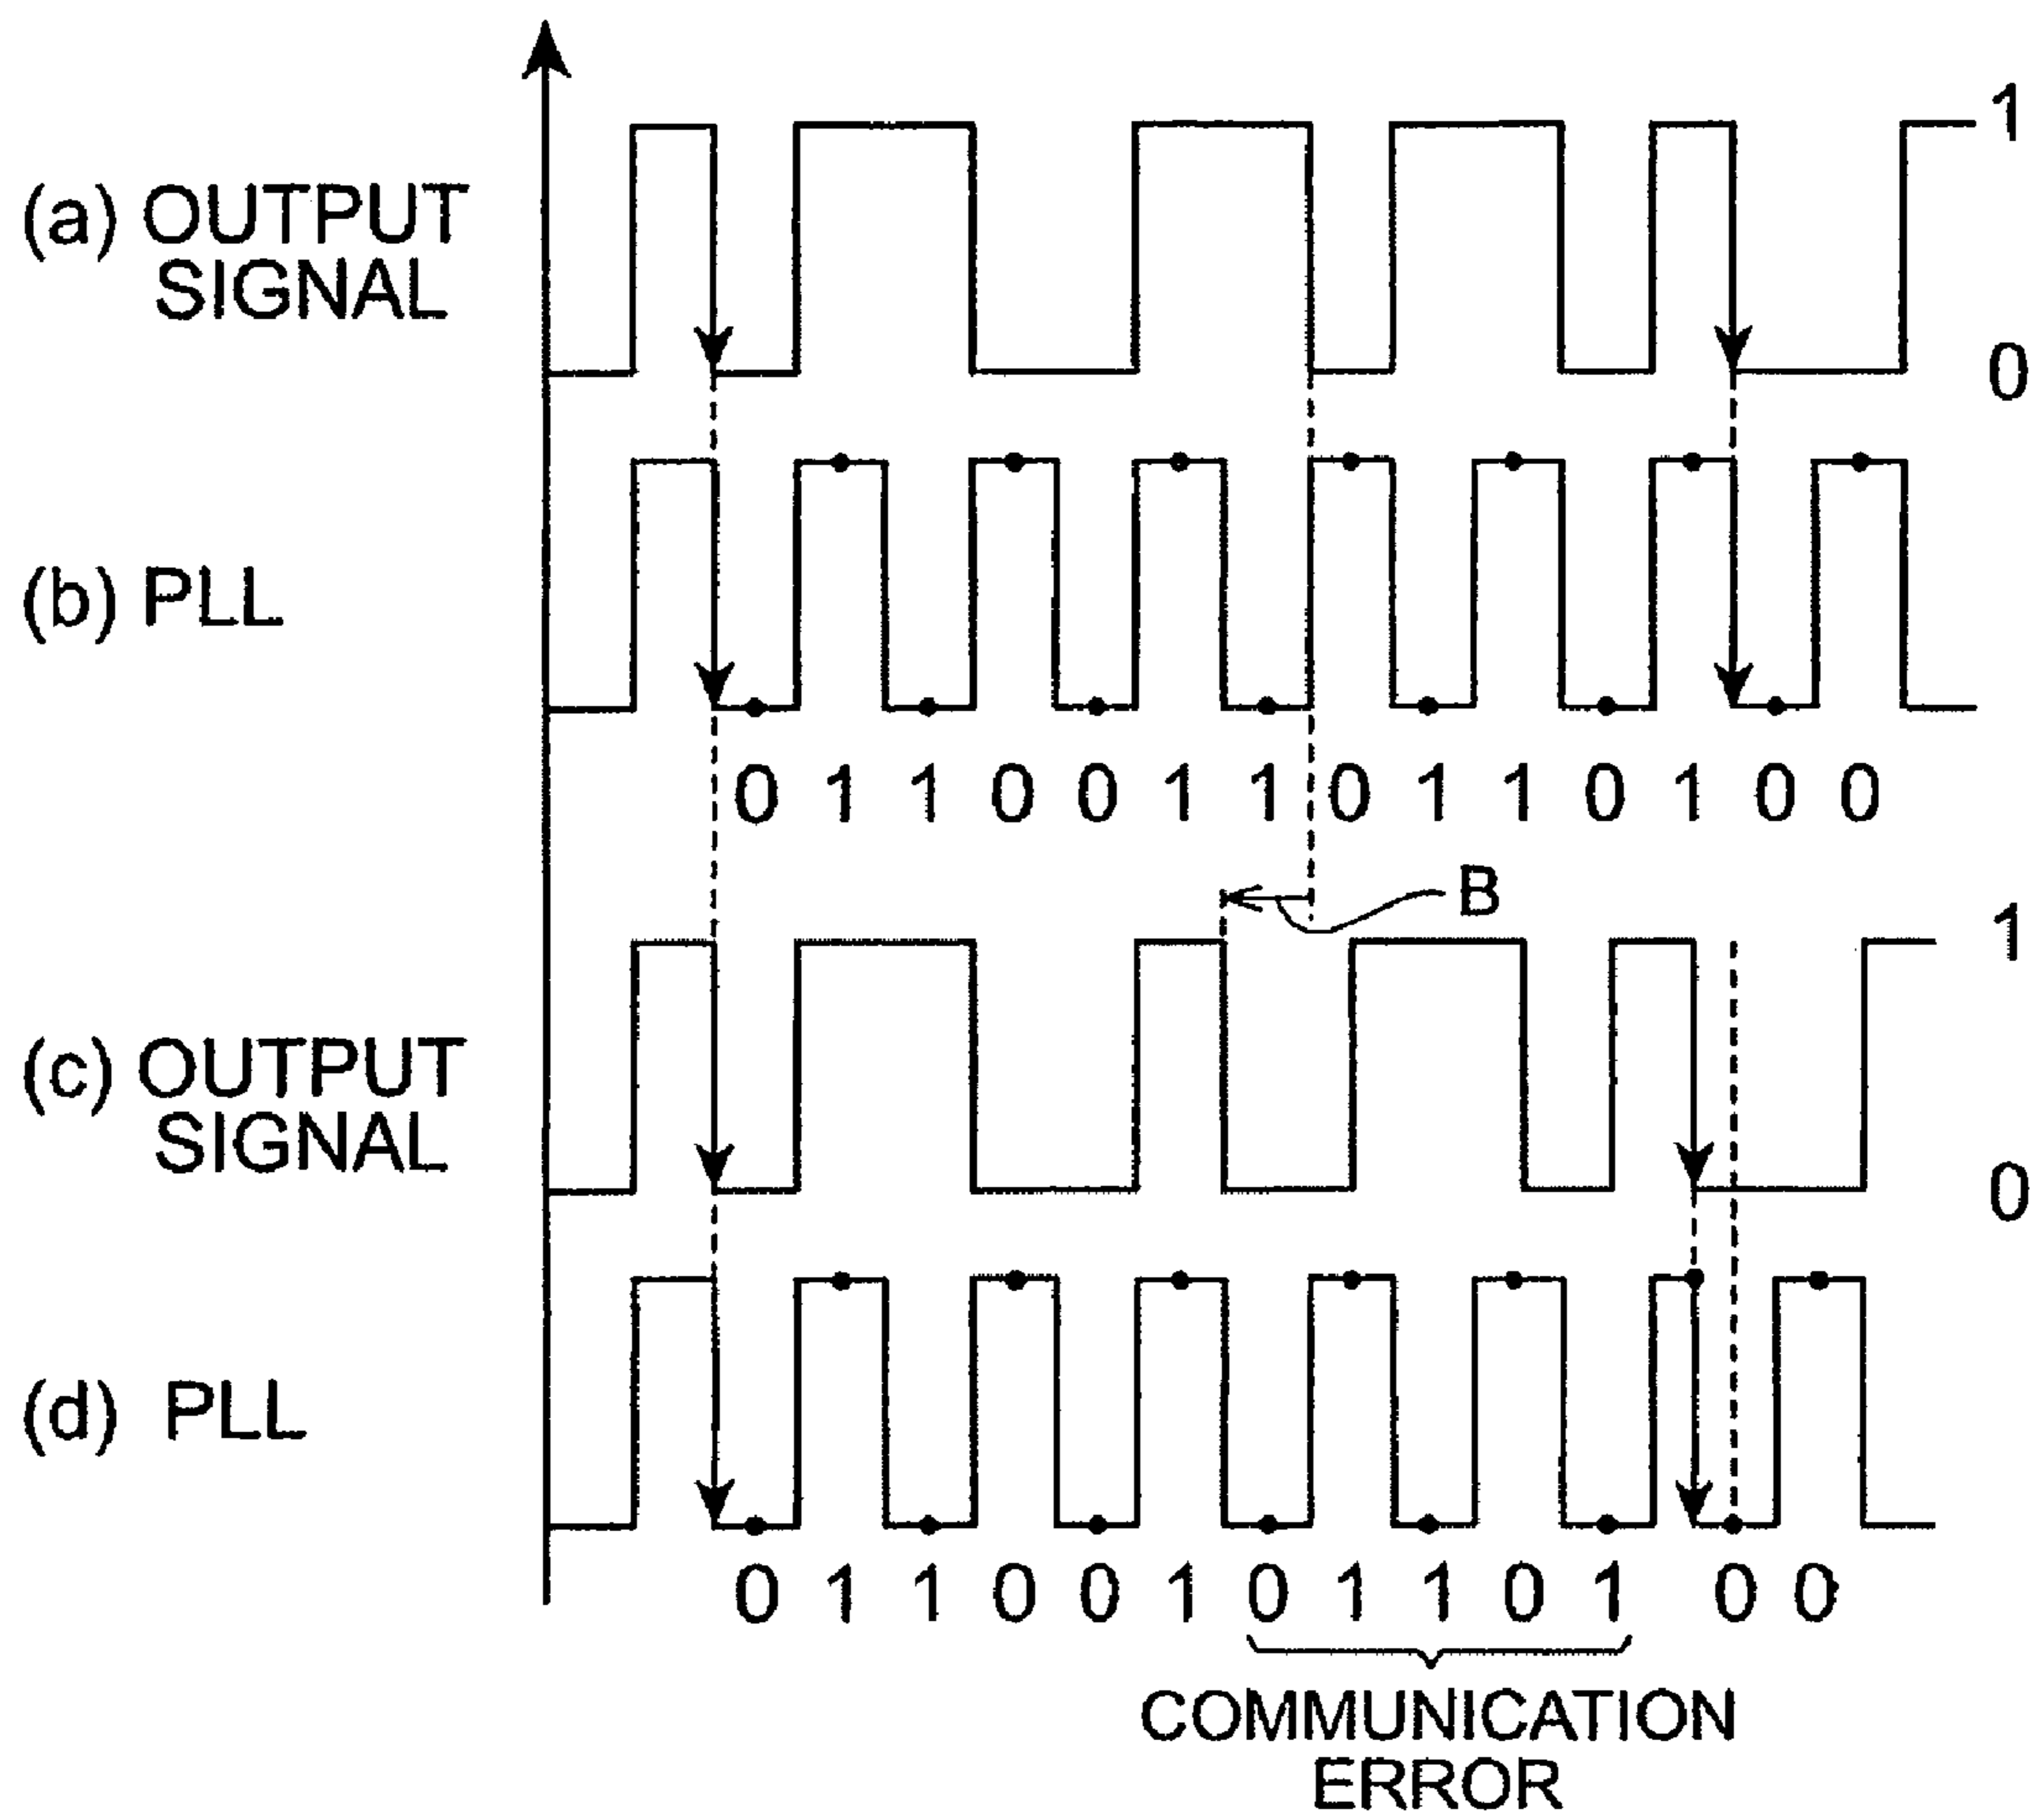 1
(a) OUTPUT
SIGNAL
0
(b) PLL
0 1 1 0 0 1 1 0 1 1 0 1 0 0
B
1
(c) OUTPUT
SIGNAL
0
(d) PLL
0 1 1 0 0 1 0 1 1 0 1 0 0
COMMUNICATION
ERROR